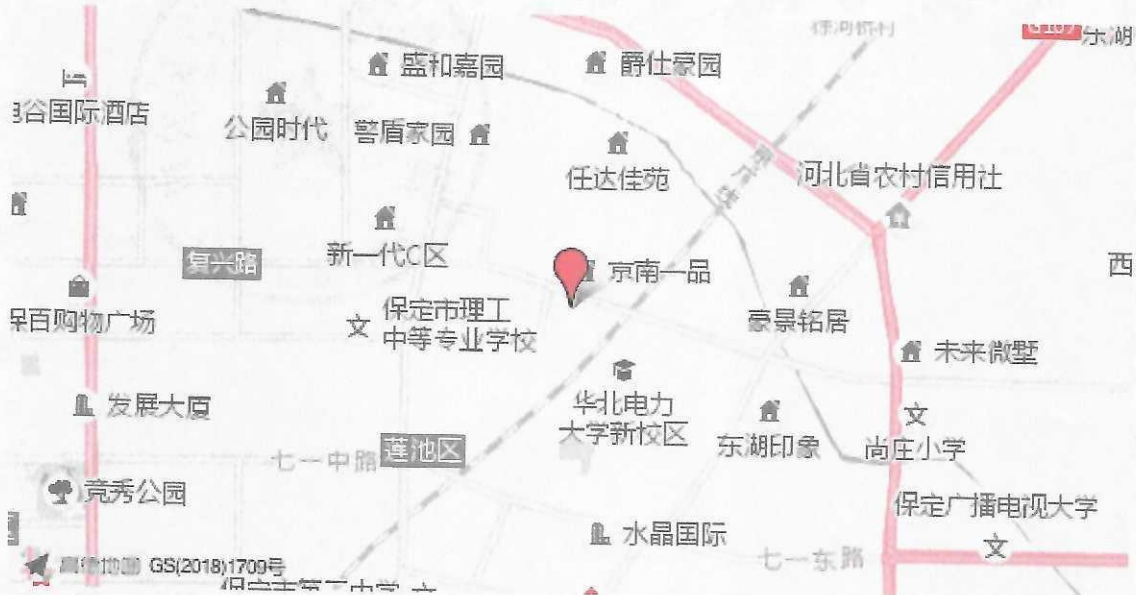 东湖
盛和嘉园
爵仕豪园
谷国际酒店
公园时代
警盾家园
任达佳苑
京广线
河北省农村信用社
复兴路
新一代C区
京南一品
西
保百购物广场
保定市理工
中等专业学校
豪景铭居
未来微墅
发展大厦
华北电力
大学新校区
东湖印象
尚庄小学
七一中路
莲池区
竞秀公园
保定广播电视大学
水晶国际
七一东路
高德地图 GS(2018)1709号